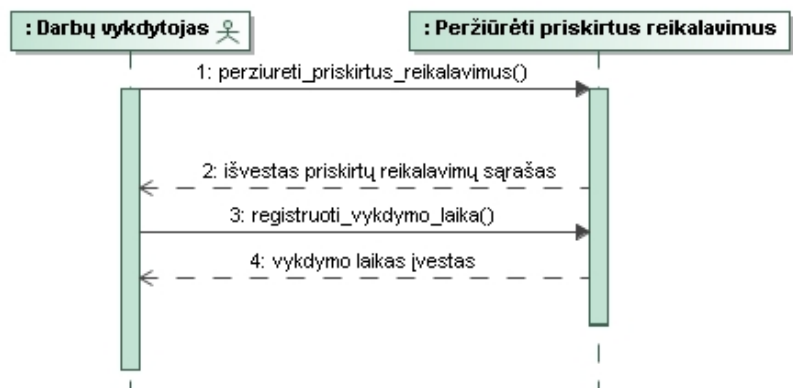 : Darbų vykdytojas
: Peržiūrėti priskirtus reikalavimus
1: perziureti_priskirtus_reikalavimus()
2: išvestas priskirtų reikalavimų sąrašas
3: registruoti_vykdymo_laika()
4: vykdymo laikas įvestas